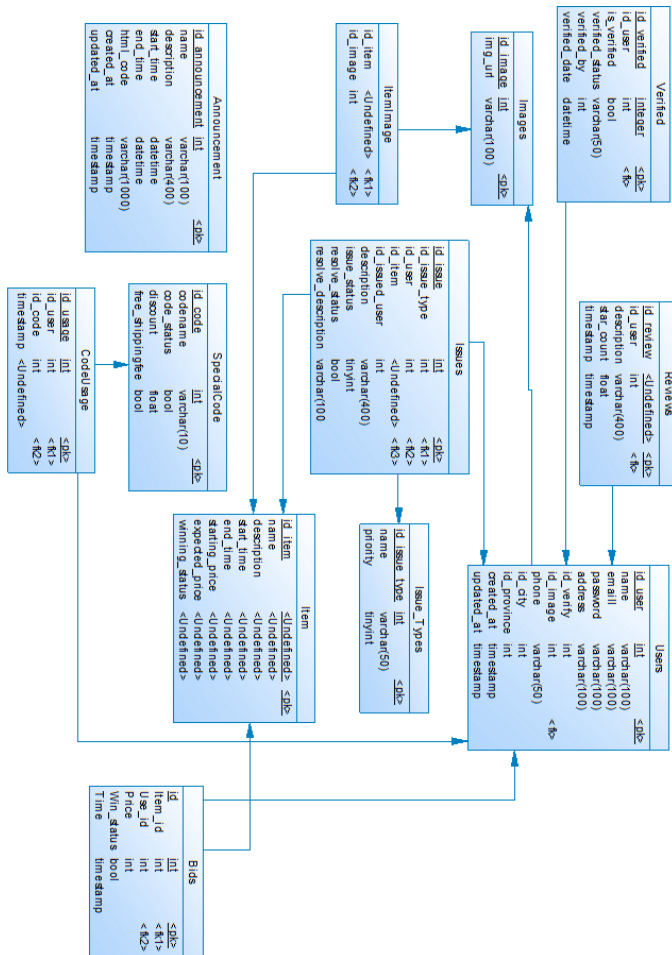 Verified
id_verified integer <pk>
id_user int <fk>
is_verified bool
verified_status varchar(50)
verified_by int
verified_date datetime
Reviews
id_review <Undefined> <pk>
id_user int <fk>
description varchar(400)
star_count float
timestamp timestamp
Users
id_user int <pk>
name varchar(100)
emaill varchar(100)
password varchar(100)
address varchar(100)
id_verify int
id_image int <fk>
phone varchar(50)
id_city int
id_province int
created_at timestamp
updated_at timestamp
Images
id_image int <pk>
img_url varchar(100)
ItemImage
id_item <Undefined> <fk1>
id_image int <fk2>
Issues
id_issue int <pk>
id_issue_type int <fk1>
id_user int <fk2>
id_item <Undefined> <fk3>
id_issued_user int
description varchar(400)
issue_status tinyint
resolve_status bool
resolve_description varchar(100
Issue_Types
id_issue_type int <pk>
name varchar(50)
priority tinyint
Announcement
id_announcement int <pk>
name varchar(100)
description varchar(400)
start_time datetime
end_time datetime
html_code varchar(1000)
created_at timestamp
updated_at timestamp
SpecialCode
id_code int <pk>
codename varchar(10)
code_status bool
discount float
free_shippingfee bool
Item
id_item <Undefined> <pk>
name <Undefined>
description <Undefined>
start_time <Undefined>
end_time <Undefined>
starting_price <Undefined>
expected_price <Undefined>
winning_status <Undefined>
CodeUsage
id_usage int <pk>
id_user int <fk1>
id_code int <fk2>
timestamp <Undefined>
Bids
id int <pk>
Item_id int <fk1>
Use_id int <fk2>
Price int
Win_status bool
Time timestamp